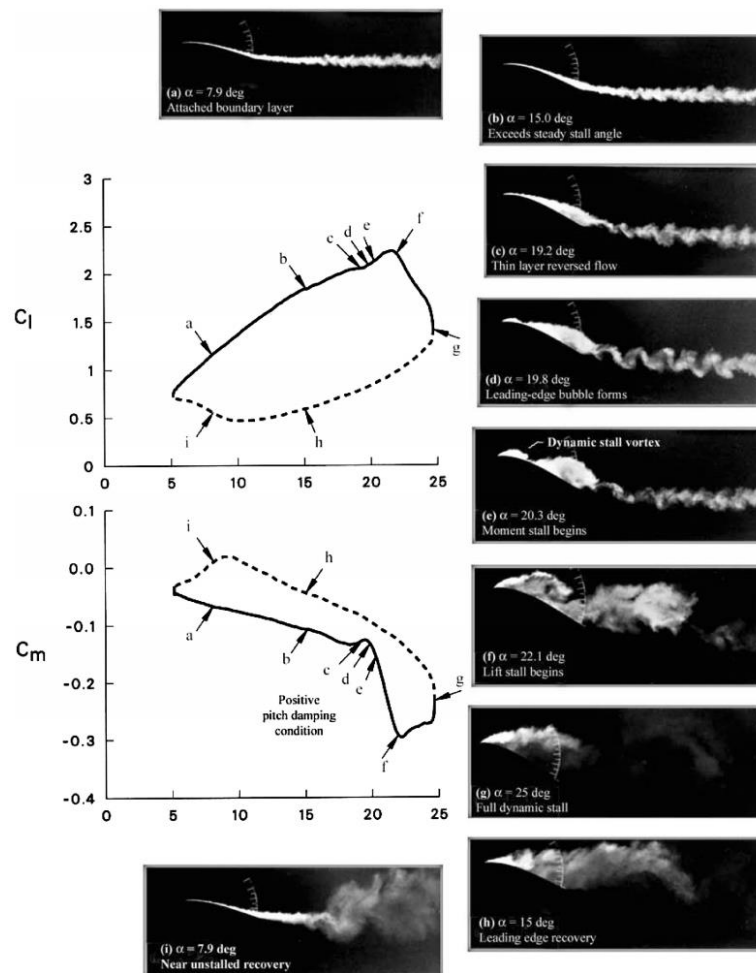 (a) α = 7.9 deg
Attached boundary layer
(b) α = 15.0 deg
Exceeds steady stall angle
3
2.5
2
1.5
1
0.5
0
C_l
a
b
c
d
e
f
g
h
i
5
10
15
20
25
(c) α = 19.2 deg
Thin layer reversed flow
(d) α = 19.8 deg
Leading-edge bubble forms
Dynamic stall vortex
(e) α = 20.3 deg
Moment stall begins
0.1
0.0
-0.1
-0.2
-0.3
-0.4
C_m
i
h
a
b
c
d
e
f
g
Positive
pitch damping
condition
0
5
10
15
20
25
(f) α = 22.1 deg
Lift stall begins
(g) α = 25 deg
Full dynamic stall
(h) α = 15 deg
Leading edge recovery
(i) α = 7.9 deg
Near unstalled recovery